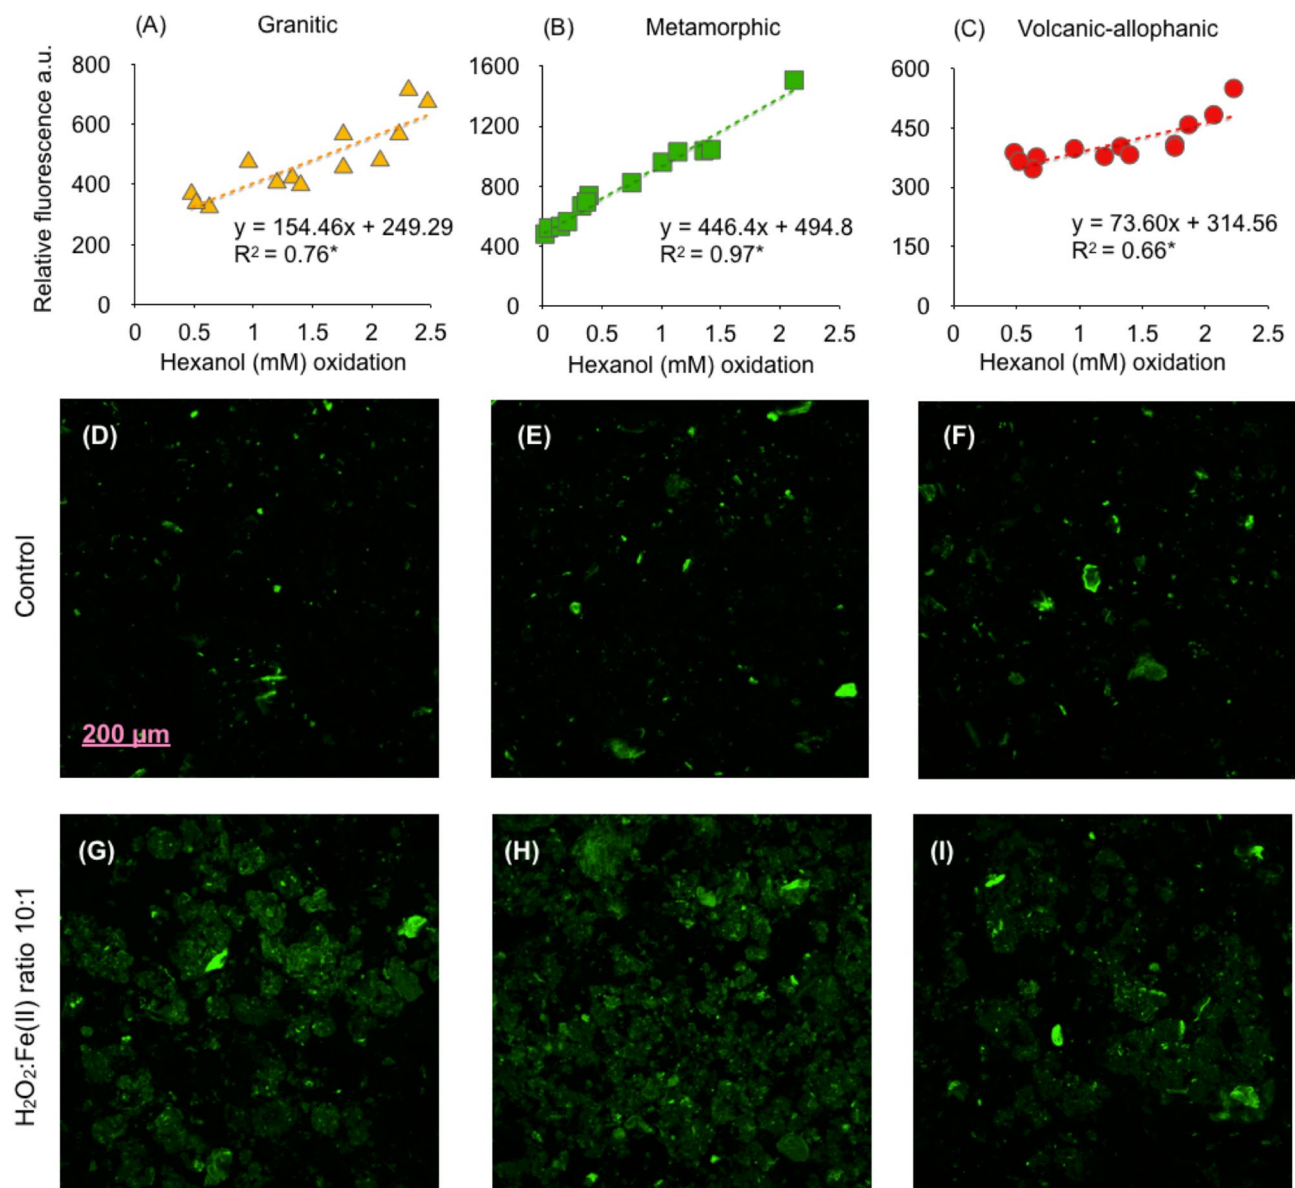 (A) Granitic
(B) Metamorphic
(C) Volcanic-allophanic
Relative fluorescence a.u.
800
600
400
200
0
y = 154.46x + 249.29
R² = 0.76*
0 0.5 1 1.5 2 2.5
Hexanol (mM) oxidation
1600
1200
800
400
0
y = 446.4x + 494.8
R² = 0.97*
0 0.5 1 1.5 2 2.5
Hexanol (mM) oxidation
600
450
300
150
0
y = 73.60x + 314.56
R² = 0.66*
0 0.5 1 1.5 2 2.5
Hexanol (mM) oxidation
Control
(D)
200 µm
(E)
(F)
H₂O₂:Fe(II) ratio 10:1
(G)
(H)
(I)